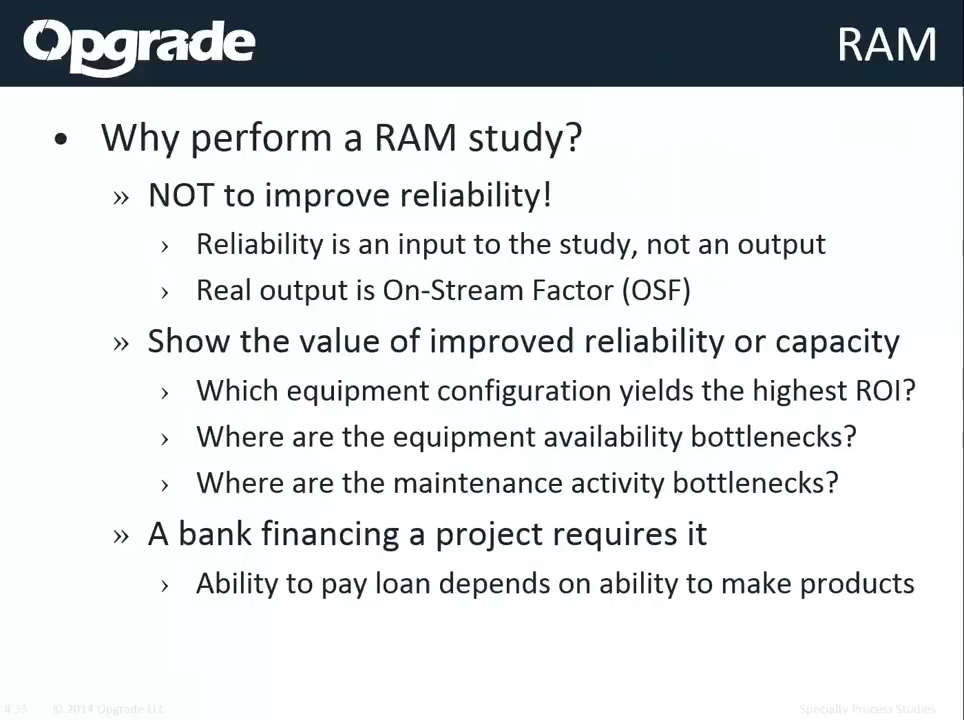 Opgrade
RAM
• Why perform a RAM study?
» NOT to improve reliability!
› Reliability is an input to the study, not an output
› Real output is On-Stream Factor (OSF)
» Show the value of improved reliability or capacity
› Which equipment configuration yields the highest ROI?
› Where are the equipment availability bottlenecks?
› Where are the maintenance activity bottlenecks?
» A bank financing a project requires it
› Ability to pay loan depends on ability to make products
# 33 © 2014 Opgrade LLC
Specialty Process Studies